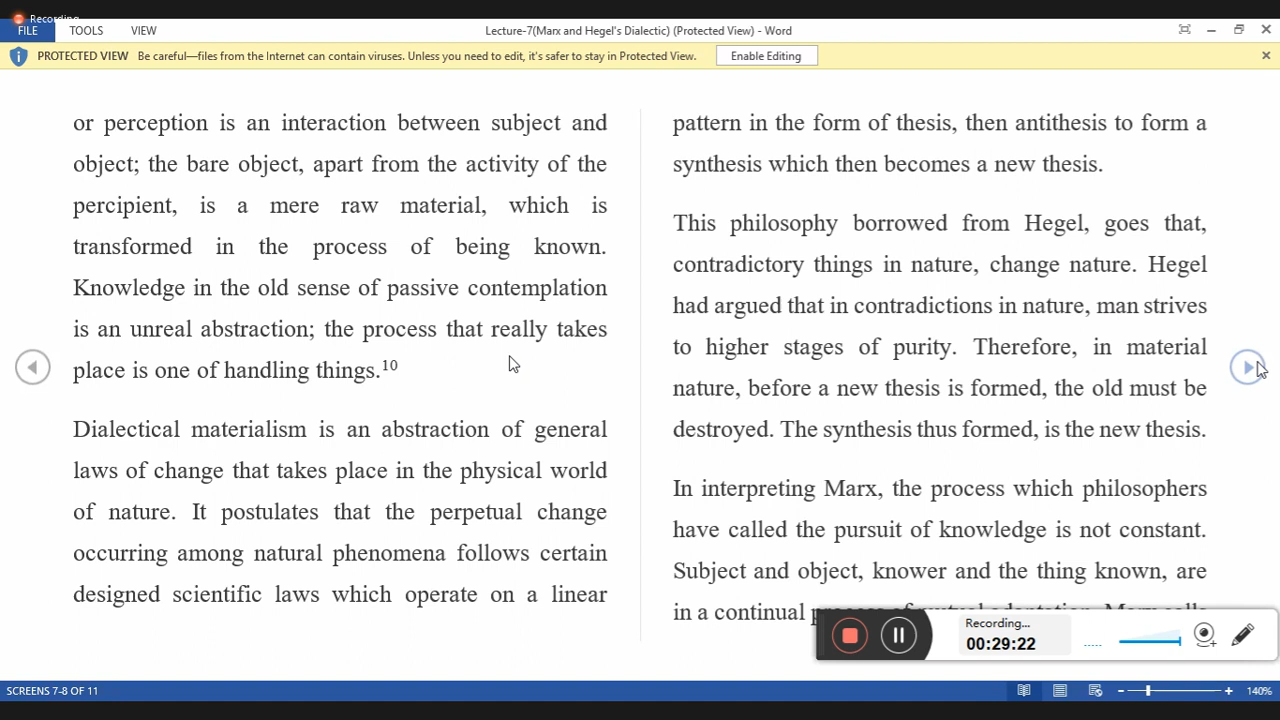 Recording
FILE TOOLS VIEW Lecture-7(Marx and Hegel's Dialectic) (Protected View) - Word
PROTECTED VIEW Be careful—files from the Internet can contain viruses. Unless you need to edit, it's safer to stay in Protected View. Enable Editing
or perception is an interaction between subject and
object; the bare object, apart from the activity of the
percipient, is a mere raw material, which is
transformed in the process of being known.
Knowledge in the old sense of passive contemplation
is an unreal abstraction; the process that really takes
place is one of handling things.¹⁰
Dialectical materialism is an abstraction of general
laws of change that takes place in the physical world
of nature. It postulates that the perpetual change
occurring among natural phenomena follows certain
designed scientific laws which operate on a linear
pattern in the form of thesis, then antithesis to form a
synthesis which then becomes a new thesis.
This philosophy borrowed from Hegel, goes that,
contradictory things in nature, change nature. Hegel
had argued that in contradictions in nature, man strives
to higher stages of purity. Therefore, in material
nature, before a new thesis is formed, the old must be
destroyed. The synthesis thus formed, is the new thesis.
In interpreting Marx, the process which philosophers
have called the pursuit of knowledge is not constant.
Subject and object, knower and the thing known, are
in a continual process of mutual adaptation. Marx calls
Recording...
00:29:22
SCREENS 7-8 OF 11 140%